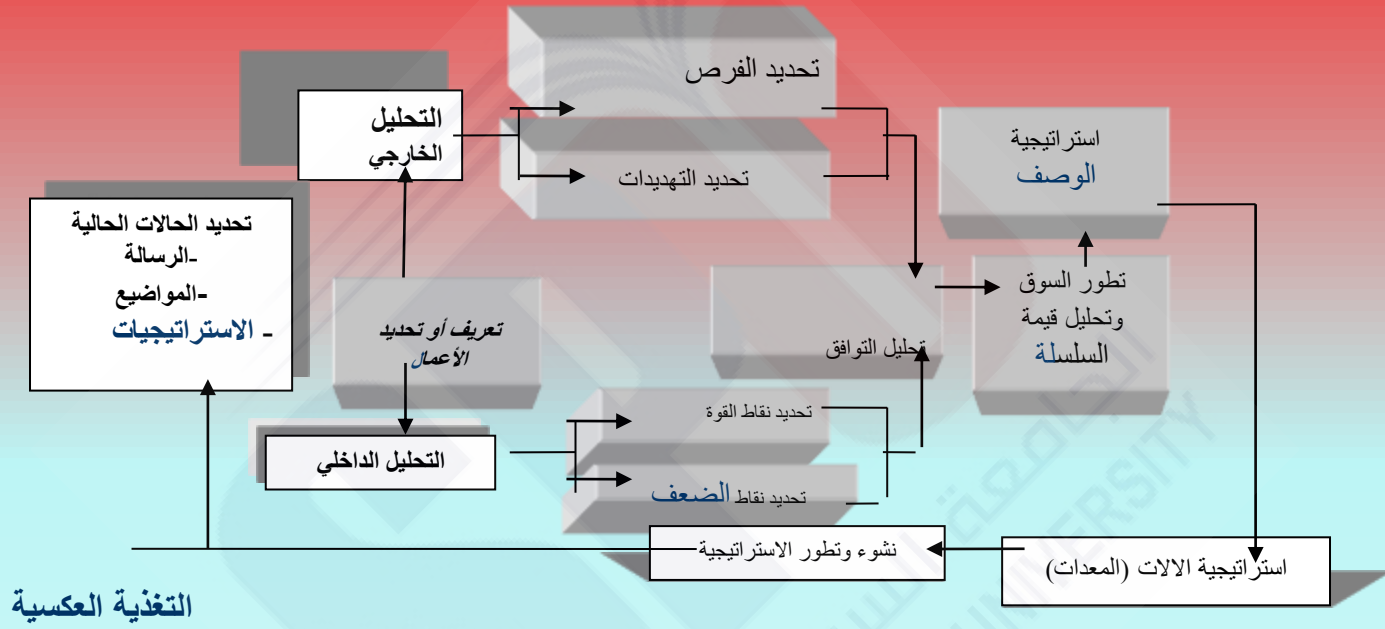 تحديد الفرص
التحليل
الخارجي
استراتيجية
الوصف
تحديد التهديدات
تحديد الحالات الحالية
-الرسالة
-المواضيع
- الاستراتيجيات
تعريف أو تحديد
الأعمال
تحليل التوافق
تطور السوق
وتحليل قيمة
السلسلة
تحديد نقاط القوة
التحليل الداخلي
تحديد نقاط الضعف
نشوء وتطور الاستراتيجية
استراتيجية الالات (المعدات)
التغذية العكسية
UNIVERSITY